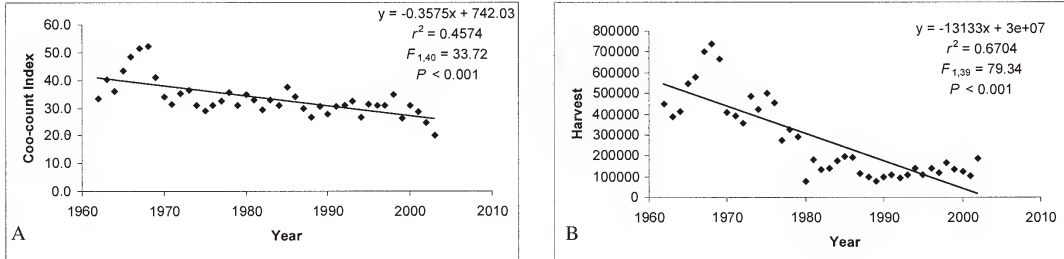 y = -0.3575x + 742.03
r² = 0.4574
F1,40 = 33.72
P < 0.001
60.0
50.0
40.0
30.0
20.0
10.0
0.0
Coo-count Index
1960 1970 1980 1990 2000 2010
Year
A
y = -13133x + 3e+07
r² = 0.6704
F1,39 = 79.34
P < 0.001
800000
700000
600000
500000
400000
300000
200000
100000
0
Harvest
1960 1970 1980 1990 2000 2010
Year
B